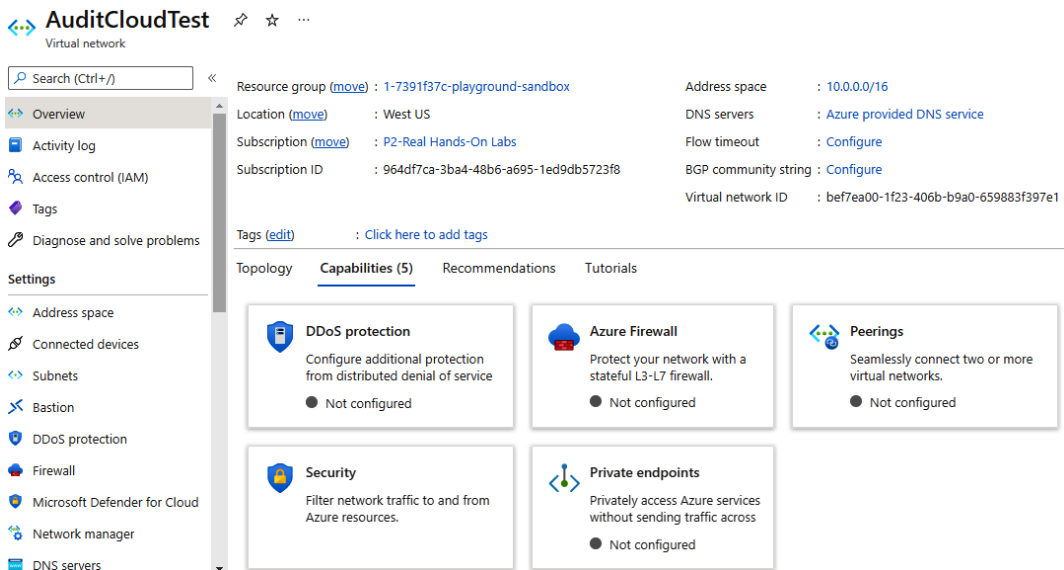 AuditCloudTest
Virtual network
Search (Ctrl+/)
Overview
Activity log
Access control (IAM)
Tags
Diagnose and solve problems
Settings
Address space
Connected devices
Subnets
Bastion
DDoS protection
Firewall
Microsoft Defender for Cloud
Network manager
DNS servers
Resource group (move) : 1-7391f37c-playground-sandbox
Location (move) : West US
Subscription (move) : P2-Real Hands-On Labs
Subscription ID : 964df7ca-3ba4-48b6-a695-1ed9db5723f8
Address space : 10.0.0.0/16
DNS servers : Azure provided DNS service
Flow timeout : Configure
BGP community string : Configure
Virtual network ID : bef7ea00-1f23-406b-b9a0-659883f397e1
Tags (edit) : Click here to add tags
Topology Capabilities (5) Recommendations Tutorials
DDoS protection
Configure additional protection
from distributed denial of service
Not configured
Azure Firewall
Protect your network with a
stateful L3-L7 firewall.
Not configured
Peerings
Seamlessly connect two or more
virtual networks.
Not configured
Security
Filter network traffic to and from
Azure resources.
Private endpoints
Privately access Azure services
without sending traffic across
Not configured